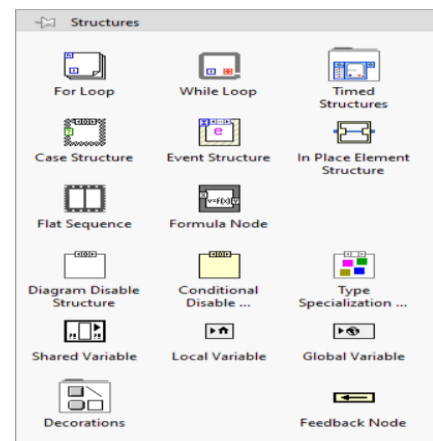 Structures
For Loop
While Loop
Timed
Structures
Case Structure
Event Structure
In Place Element
Structure
Flat Sequence
Formula Node
Diagram Disable
Structure
Conditional
Disable ...
Type
Specialization ...
Shared Variable
Local Variable
Global Variable
Decorations
Feedback Node